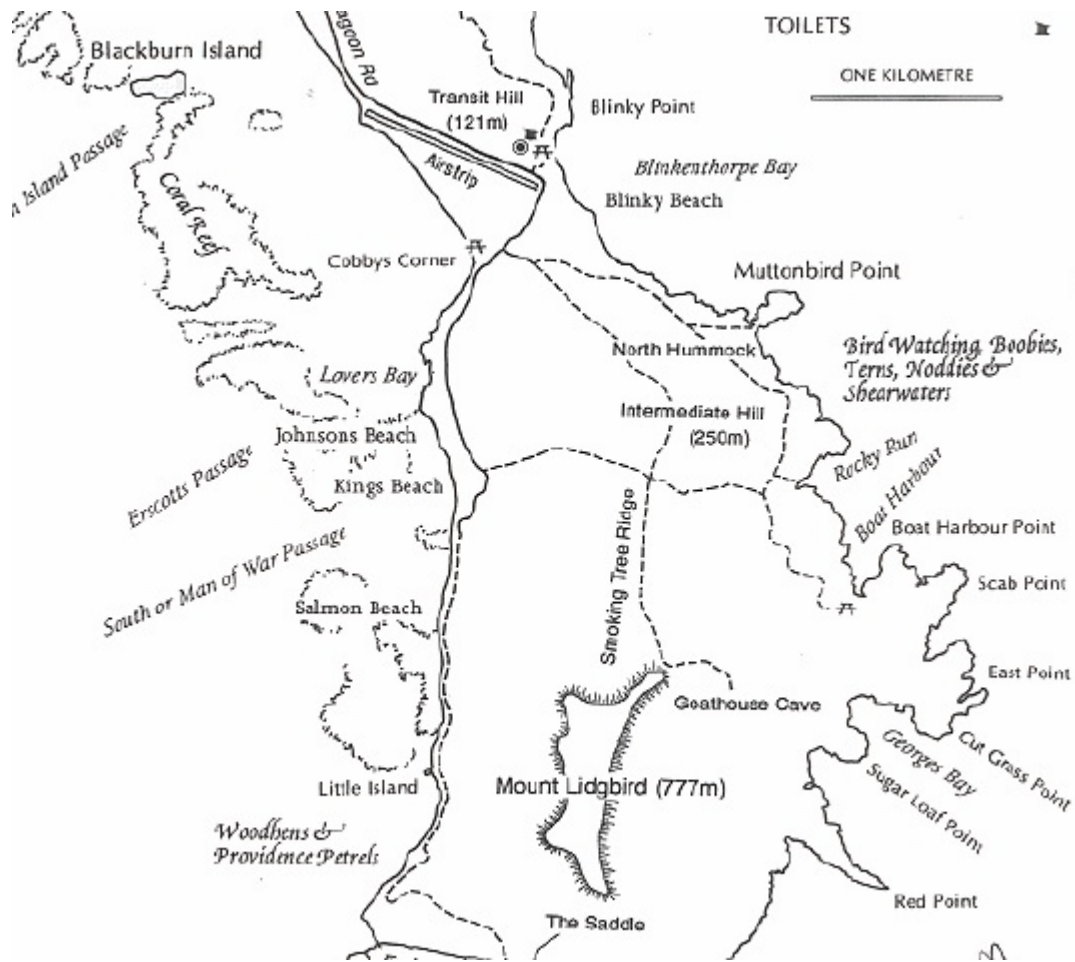 TOILETS
Blackburn Island
agoon Rd
ONE KILOMETRE
Transit Hill
(121m)
Blinky Point
Island Passage
Airstrip
Blinkenthorpe Bay
Blinky Beach
Coral Reef
Cobbys Corner
Muttonbird Point
North Hummock
Bird Watching, Boobies,
Terns, Noddies &
Shearwaters
Lovers Bay
Intermediate Hill
(250m)
Johnsons Beach
Kings Beach
Erscotts Passage
Rocky Run
Boat Harbour
Boat Harbour Point
South or Man of War Passage
Smoking Tree Ridge
Scab Point
Salmon Beach
East Point
Goathouse Cave
Georges Bay
Cut Grass Point
Sugar Loaf Point
Little Island
Mount Lidgbird (777m)
Woodhens &
Providence Petrels
Red Point
The Saddle